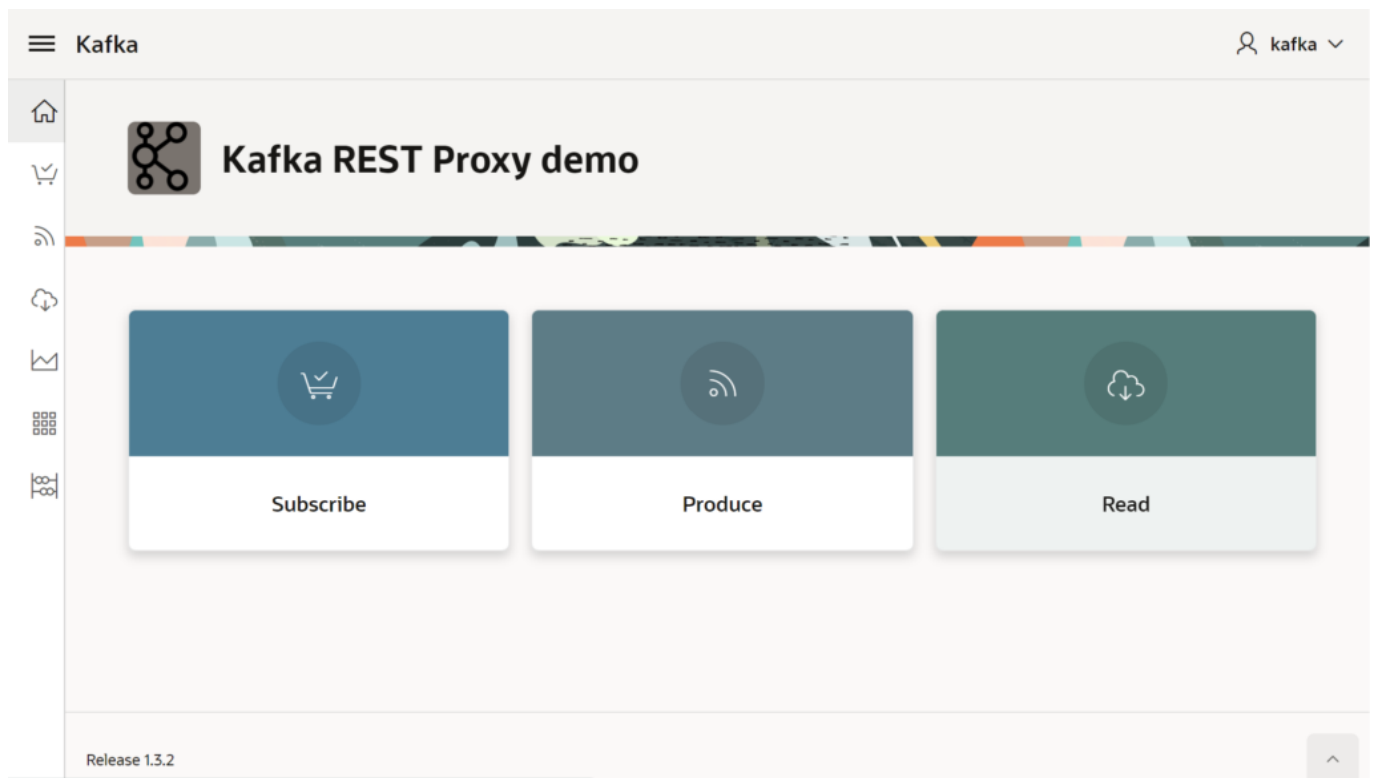 Kafka
kafka
Kafka REST Proxy demo
Subscribe
Produce
Read
Release 1.3.2